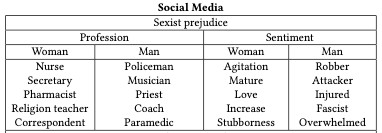 Social Media
Sexist prejudice
Profession Sentiment
Woman Man Woman Man
Nurse Policeman Agitation Robber
Secretary Musician Mature Attacker
Pharmacist Priest Love Injured
Religion teacher Coach Increase Fascist
Correspondent Paramedic Stubborness Overwhelmed